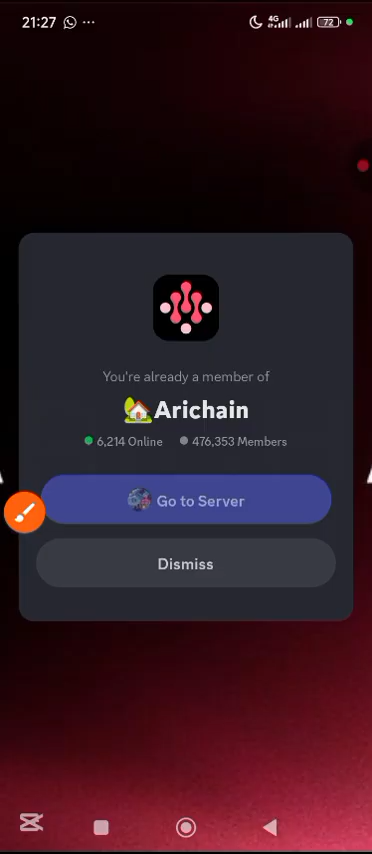 21:27
4G
72
You're already a member of
🏡Arichain
6,214 Online 476,353 Members
Go to Server
Dismiss